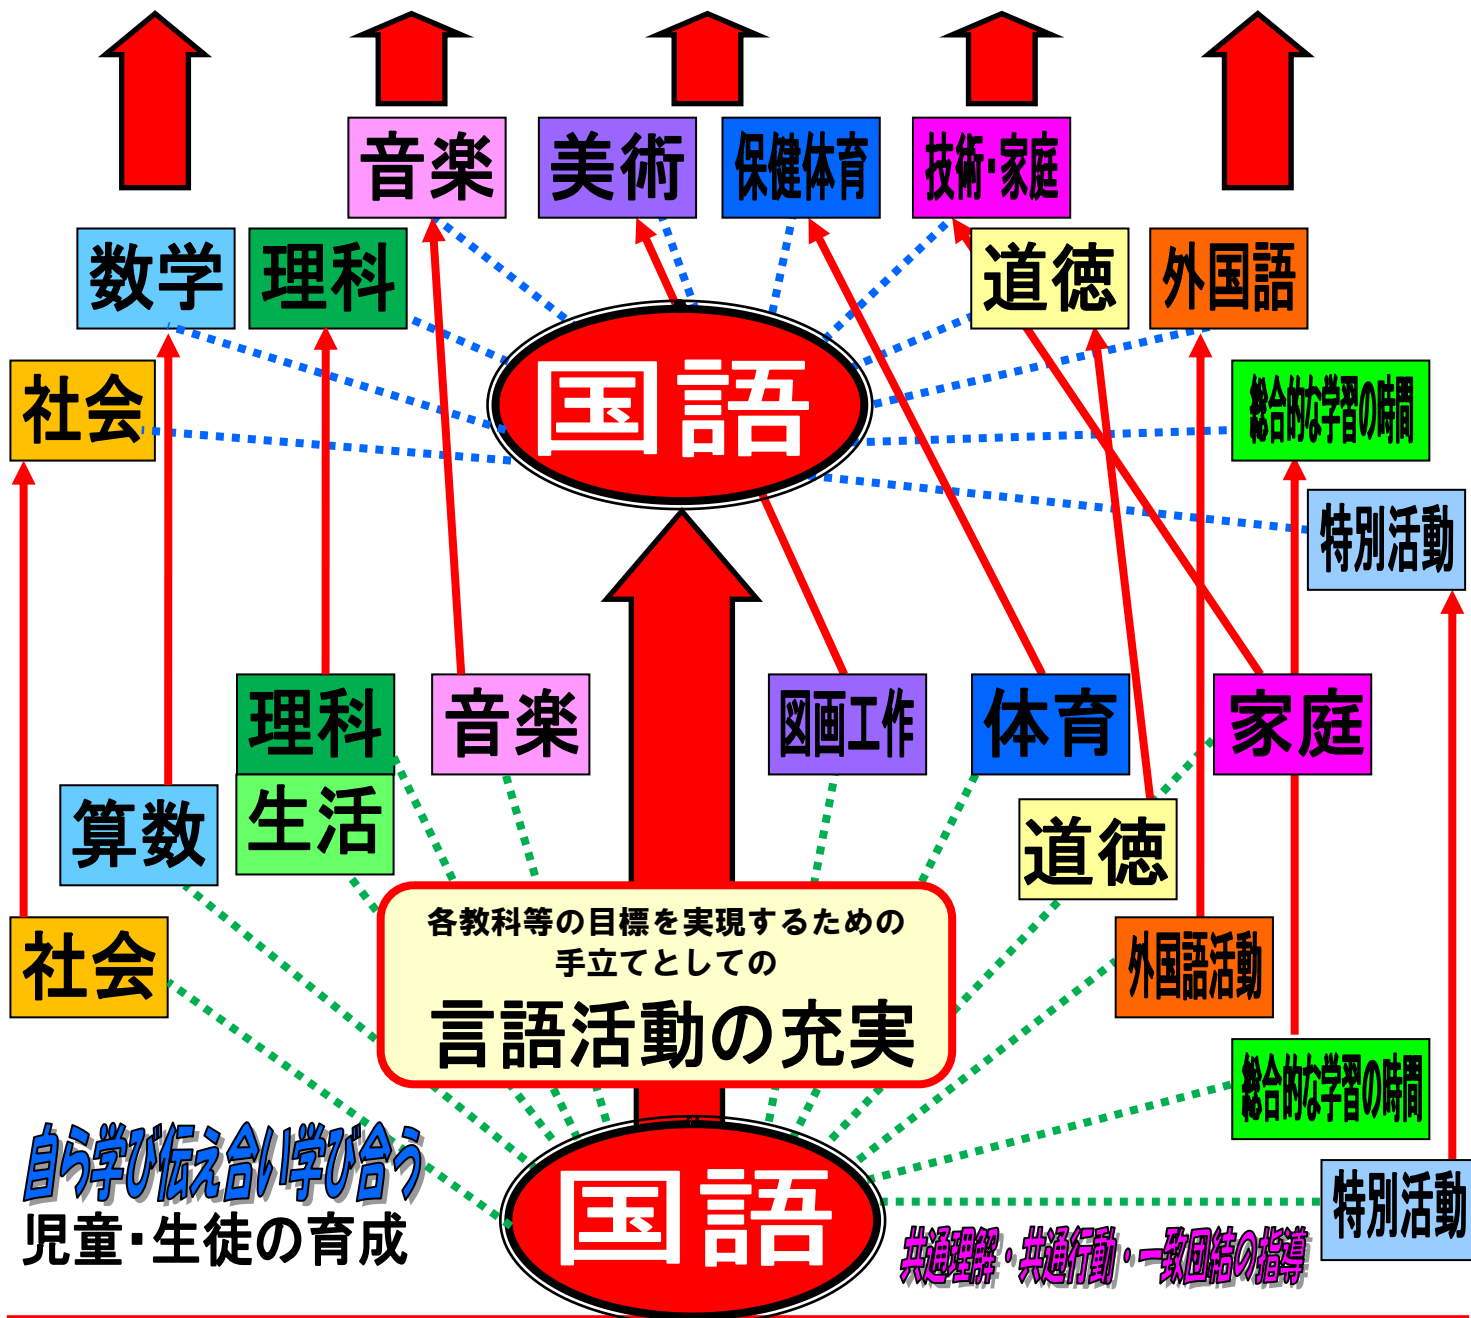 音楽
美術
保健体育
技術・家庭
数学
理科
道徳
外国語
社会
国語
総合的な学習の時間
特別活動
理科
音楽
図画工作
体育
家庭
算数
生活
道徳
社会
各教科等の目標を実現するための
手立てとしての
言語活動の充実
外国語活動
総合的な学習の時間
自ら学び伝え合い学び合う
児童・生徒の育成
国語
特別活動
共通理解・共通行動・一致団結の指導